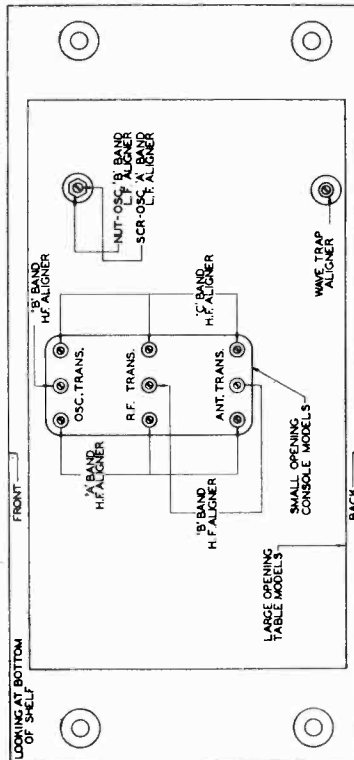 LOOKING AT BOTTOM
OF SHELF
FRONT
'B' BAND
H.F. ALIGNER
NUT-OSC. 'B' BAND
L.F. ALIGNER
SCR-OSC. 'A' BAND
L.F. ALIGNER
OSC. TRANS.
R.F. TRANS.
ANT. TRANS.
'A' BAND
H.F. ALIGNER
'C' BAND
H.F. ALIGNER
'B' BAND
H.F. ALIGNER
WAVE TRAP
ALIGNER
SMALL OPENING
CONSOLE MODELS
LARGE OPENING
TABLE MODELS
BACK